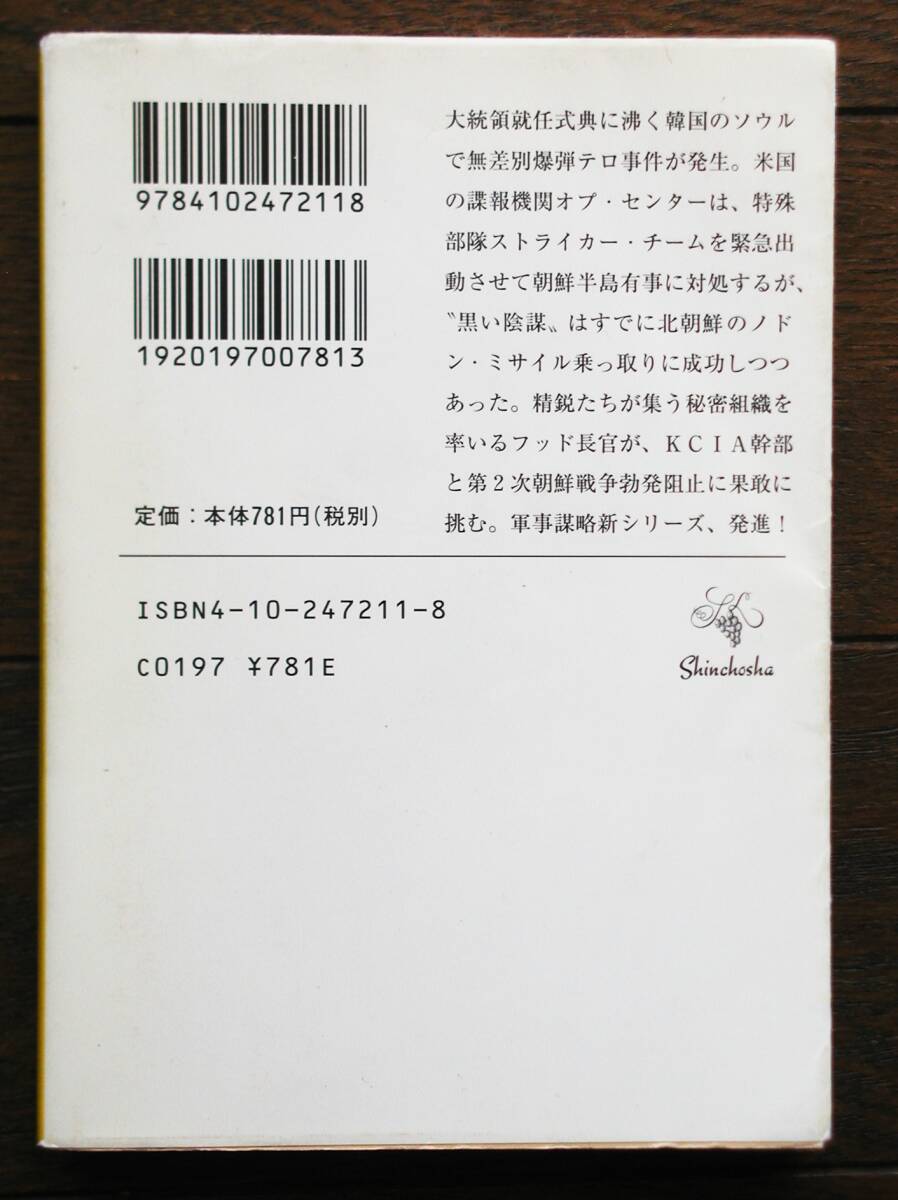 9784102472118
1920197007813
定価：本体781円（税別）
大統領就任式典に沸く韓国のソウル
で無差別爆弾テロ事件が発生。米国
の諜報機関オプ・センターは、特殊
部隊ストライカー・チームを緊急出
動させて朝鮮半島有事に対処するが、
〝黒い陰謀〟はすでに北朝鮮のノド
ン・ミサイル乗っ取りに成功しつつ
あった。精鋭たちが集う秘密組織を
率いるフッド長官が、KCIA幹部
と第2次朝鮮戦争勃発阻止に果敢に
挑む。軍事謀略新シリーズ、発進！
ISBN4-10-247211-8
C0197 ¥781E
Shinchosha